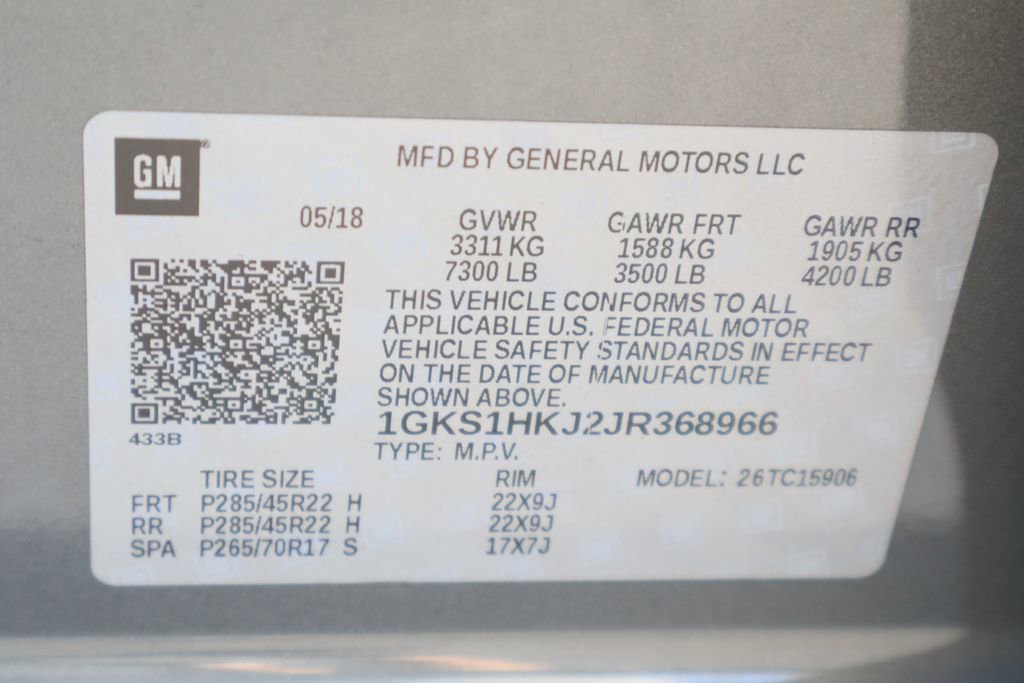 GM
MFD BY GENERAL MOTORS LLC
05/18 GVWR GAWR FRT GAWR RR
3311 KG 1588 KG 1905 KG
7300 LB 3500 LB 4200 LB
THIS VEHICLE CONFORMS TO ALL
APPLICABLE U.S. FEDERAL MOTOR
VEHICLE SAFETY STANDARDS IN EFFECT
ON THE DATE OF MANUFACTURE
SHOWN ABOVE.
1GKS1HKJ2JR368966
433B
TYPE: M.P.V.
TIRE SIZE RIM MODEL: 26TC15906
FRT P285/45R22 H 22X9J
RR P285/45R22 H 22X9J
SPA P265/70R17 S 17X7J